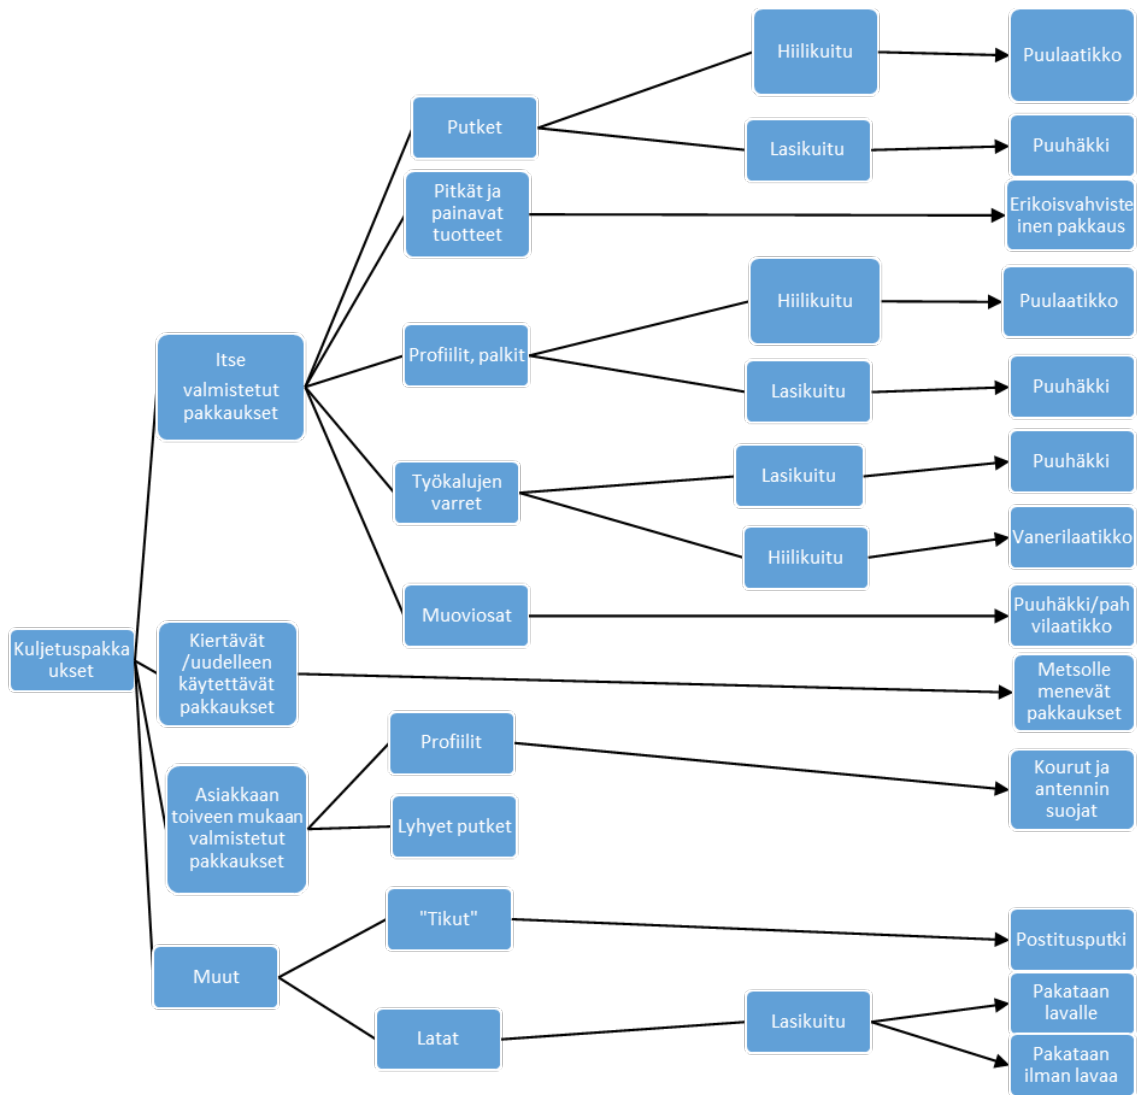 Hiilikuitu
Puulaatikko
Putket
Lasikuitu
Puuhäkki
Pitkät ja
painavat
tuotteet
Erikoisvahviste
inen pakkaus
Hiilikuitu
Puulaatikko
Itse
valmistetut
pakkaukset
Profiilit, palkit
Lasikuitu
Puuhäkki
Työkalujen
varret
Lasikuitu
Puuhäkki
Hiilikuitu
Vanerilaatikko
Muoviosat
Puuhäkki/pah
vilaatikko
Kuljetuspakka
ukset
Kiertävät
/uudelleen
käytettävät
pakkaukset
Metsolle
menevät
pakkaukset
Profiilit
Kourut ja
antennin
suojat
Asiakkaan
toiveen mukaan
valmistetut
pakkaukset
Lyhyet putket
"Tikut"
Postitusputki
Muut
Latat
Lasikuitu
Pakataan
lavalle
Pakataan
ilman lavaa